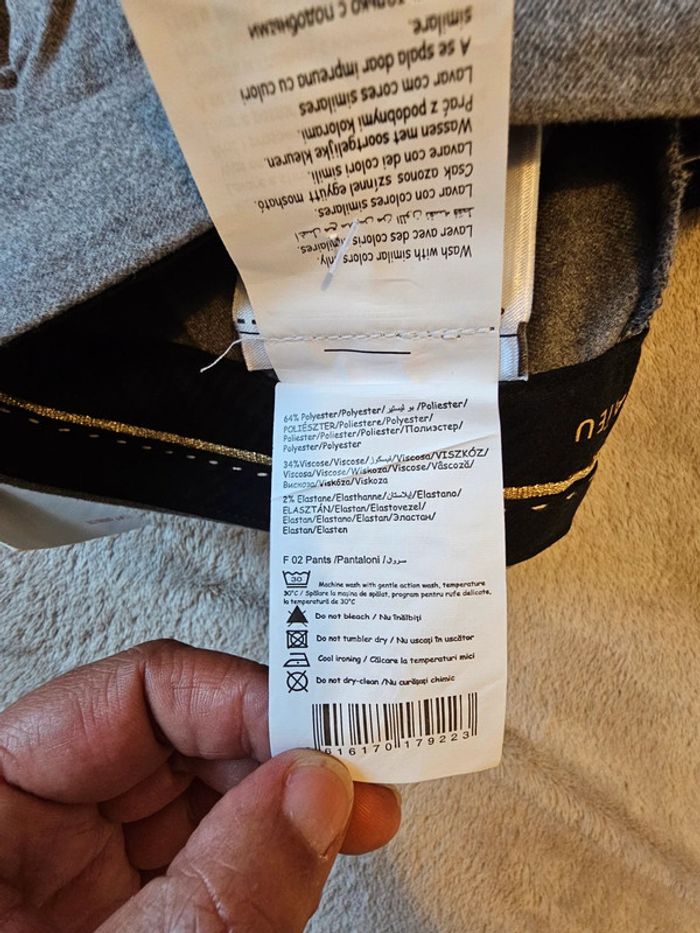 только с подобными
similare.
A se spala doar impreuna cu culori
Lavar com cores similares
Prać z podobnymi kolorami.
Wassen met soortgelijke kleuren.
Lavare con dei colori simili.
Csak azonos színnel együtt mosható.
Lavar con colores similares.
Laver avec des coloris similaires.
Wash with similar colors only.
64% Polyester/Polyester/بوليستير/Poliester/
POLIÉSZTER/Poliestere/Polyester/
Poliester/Poliester/Poliester/Полиэстер/
Polyester/Polyester
34%Viscose/Viscose/فيسكوز/Viscosa/VISZKÓZ/
Viscosa/Viscose/Wiskoza/Viscose/Vâscoză/
Вискоза/Viskóza/Viskoza
2% Elastane/Elasthanne/إيلاستان/Elastano/
ELASZTÁN/Elastan/Elastovezel/
Elastan/Elastano/Elastan/Эластан/
Elastan/Elasten
F 02 Pants /Pantaloni /سروال
30 Machine wash with gentle action wash, temperature
30°C / Spălare la mașina de spălat, program pentru rufe delicate,
la temperatură de 30°C
Do not bleach / Nu înălbiți
Do not tumbler dry / Nu uscați în uscător
Cool ironing / Călcare la temperaturi mici
Do not dry-clean /Nu curățați chimic
616170 179223